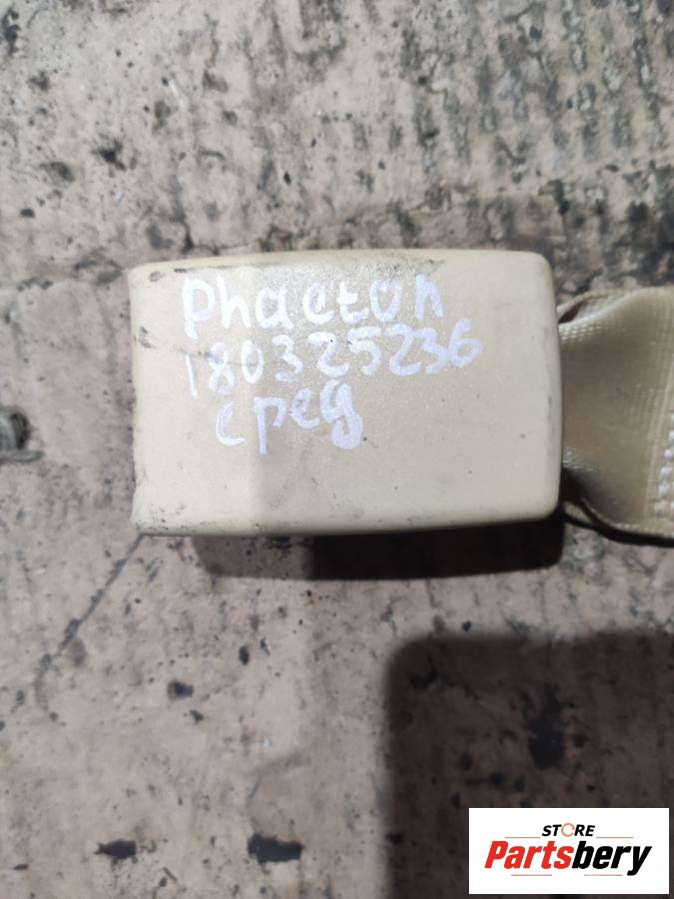 Phaeton
180325236
сред
STORE
Partsbery